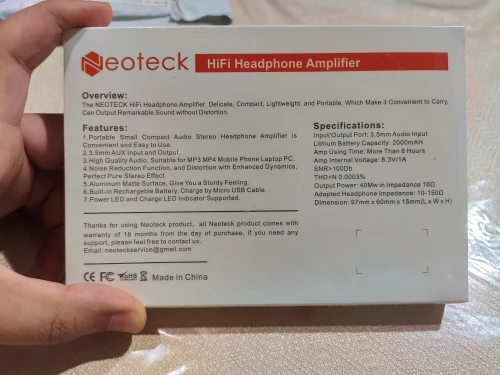 Neoteck
HiFi Headphone Amplifier
Overview:
The NEOTECK HiFi Headphone Amplifier, Delicate, Compact, Lightweight, and Portable, Which Make it Convenient to Carry,
Can Output Remarkable Sound without Distortion.
Features:
1.Portable Small Compact Audio Stereo Headphone Amplifier is
Convenient and Easy to Use.
2.3.5mm AUX Input and Output.
3.High Quality Audio, Suitable for MP3 MP4 Mobile Phone Laptop PC.
4.Noise Reduction Function, and Distortion with Enhanced Dynamics,
Perfect Pure Stereo Effect.
5.Aluminum Matte Surface, Give You a Sturdy Feeling.
6.Built-in Rechargable Battery, Charge by Micro USB Cable.
7.Power LED and Charge LED Indicator Supported.
Thanks for using Neoteck product, all Neoteck product comes with
warranty of 18 months from the day of purchase, if you need any
support, please feel free to contact us.
Email: neoteckservice@gmail.com
CE FC RoHS Made in China
Specifications:
Input/Output Port: 3.5mm Audio Input
Lithium Battery Capacity: 2000mAH
Amp Using Time: More Than 8 Hours
Amp Internal Voltage: 8.3V/1A
SNR>100DB
THD+N 0.0003%
Output Power: 40Mw in Impedance 16Ω
Adapted Headphone Impedance: 10-150Ω
Dimension: 97mm x 60mm x 15mm(L x W x H)